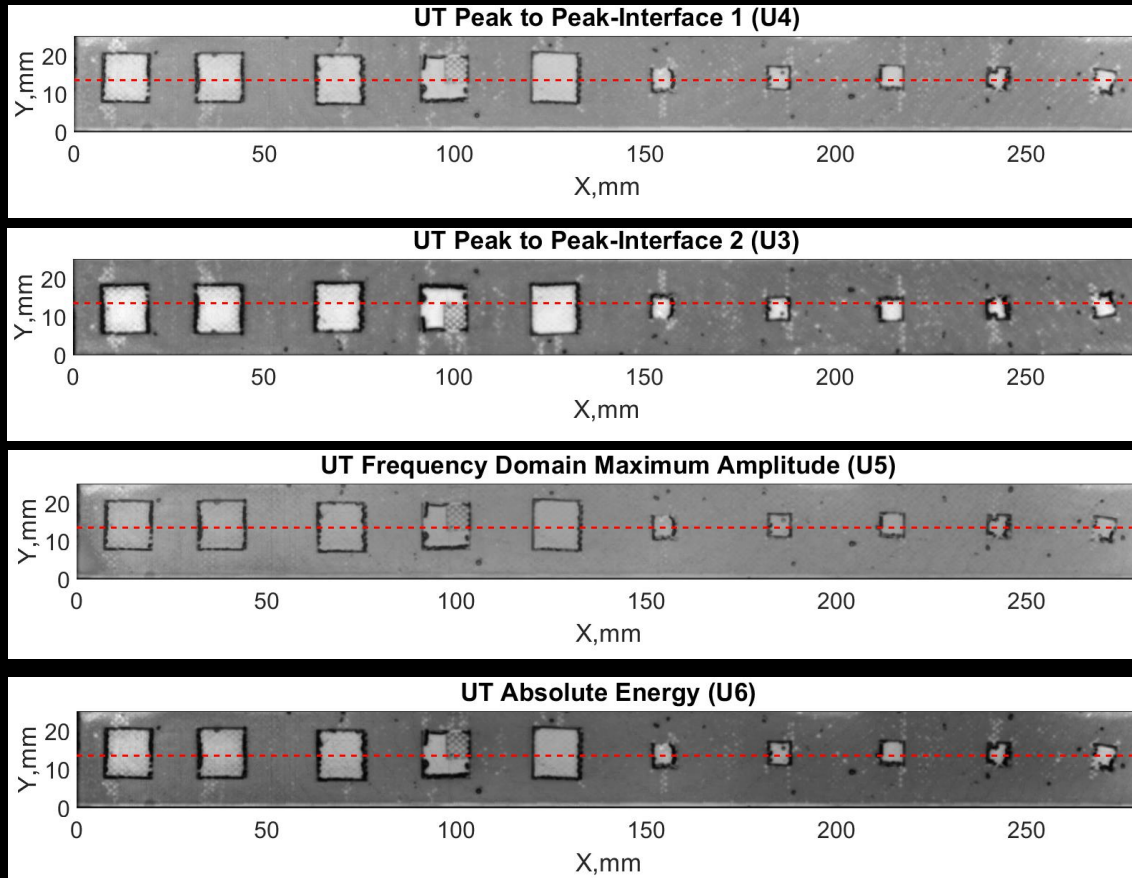 UT Peak to Peak-Interface 1 (U4)
Y,mm
20
10
0
0 50 100 150 200 250
X,mm
UT Peak to Peak-Interface 2 (U3)
Y,mm
20
10
0
0 50 100 150 200 250
X,mm
UT Frequency Domain Maximum Amplitude (U5)
Y,mm
20
10
0
0 50 100 150 200 250
X,mm
UT Absolute Energy (U6)
Y,mm
20
10
0
0 50 100 150 200 250
X,mm